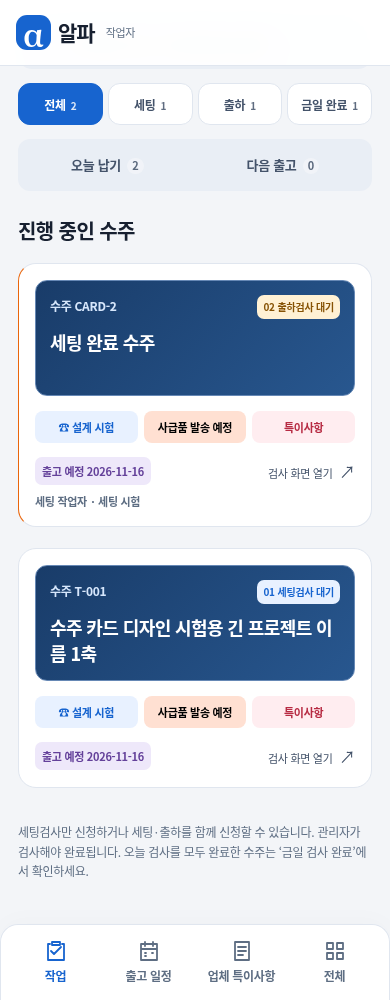 α 알파 작업자
전체 2 세팅 1 출하 1 금일 완료 1
오늘 납기 2 다음 출고 0
진행 중인 수주
수주 CARD-2 02 출하검사 대기
세팅 완료 수주
☎ 설계 시험 사급품 발송 예정 특이사항
출고 예정 2026-11-16 검사 화면 열기 ↗
세팅 작업자 · 세팅 시험
수주 T-001 01 세팅검사 대기
수주 카드 디자인 시험용 긴 프로젝트 이
름 1축
☎ 설계 시험 사급품 발송 예정 특이사항
출고 예정 2026-11-16 검사 화면 열기 ↗
세팅검사만 신청하거나 세팅·출하를 함께 신청할 수 있습니다. 관리자가
검사해야 완료됩니다. 오늘 검사를 모두 완료한 수주는 ‘금일 검사 완료’에
서 확인하세요.
작업 출고 일정 업체 특이사항 전체